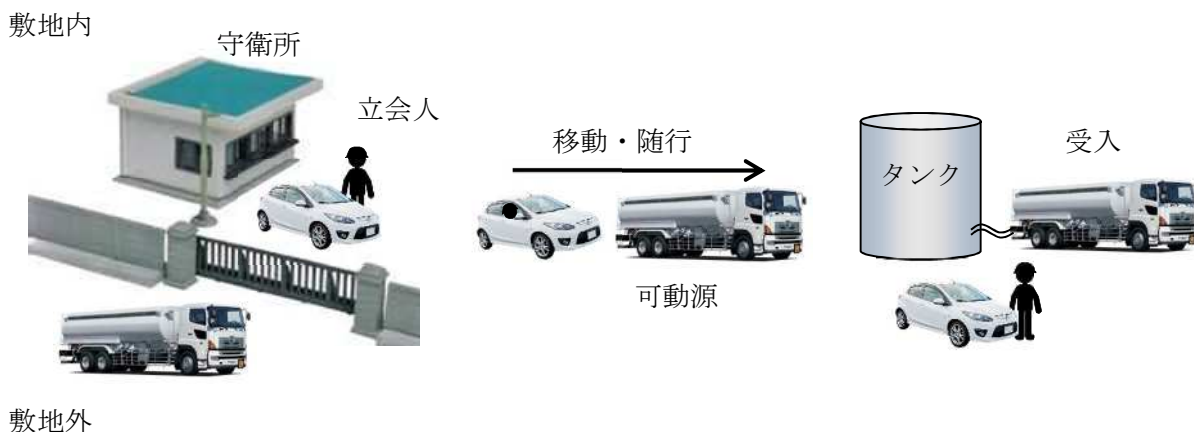 敷地内
守衛所
立会人
移動・随行
可動源
タンク
受入
敷地外